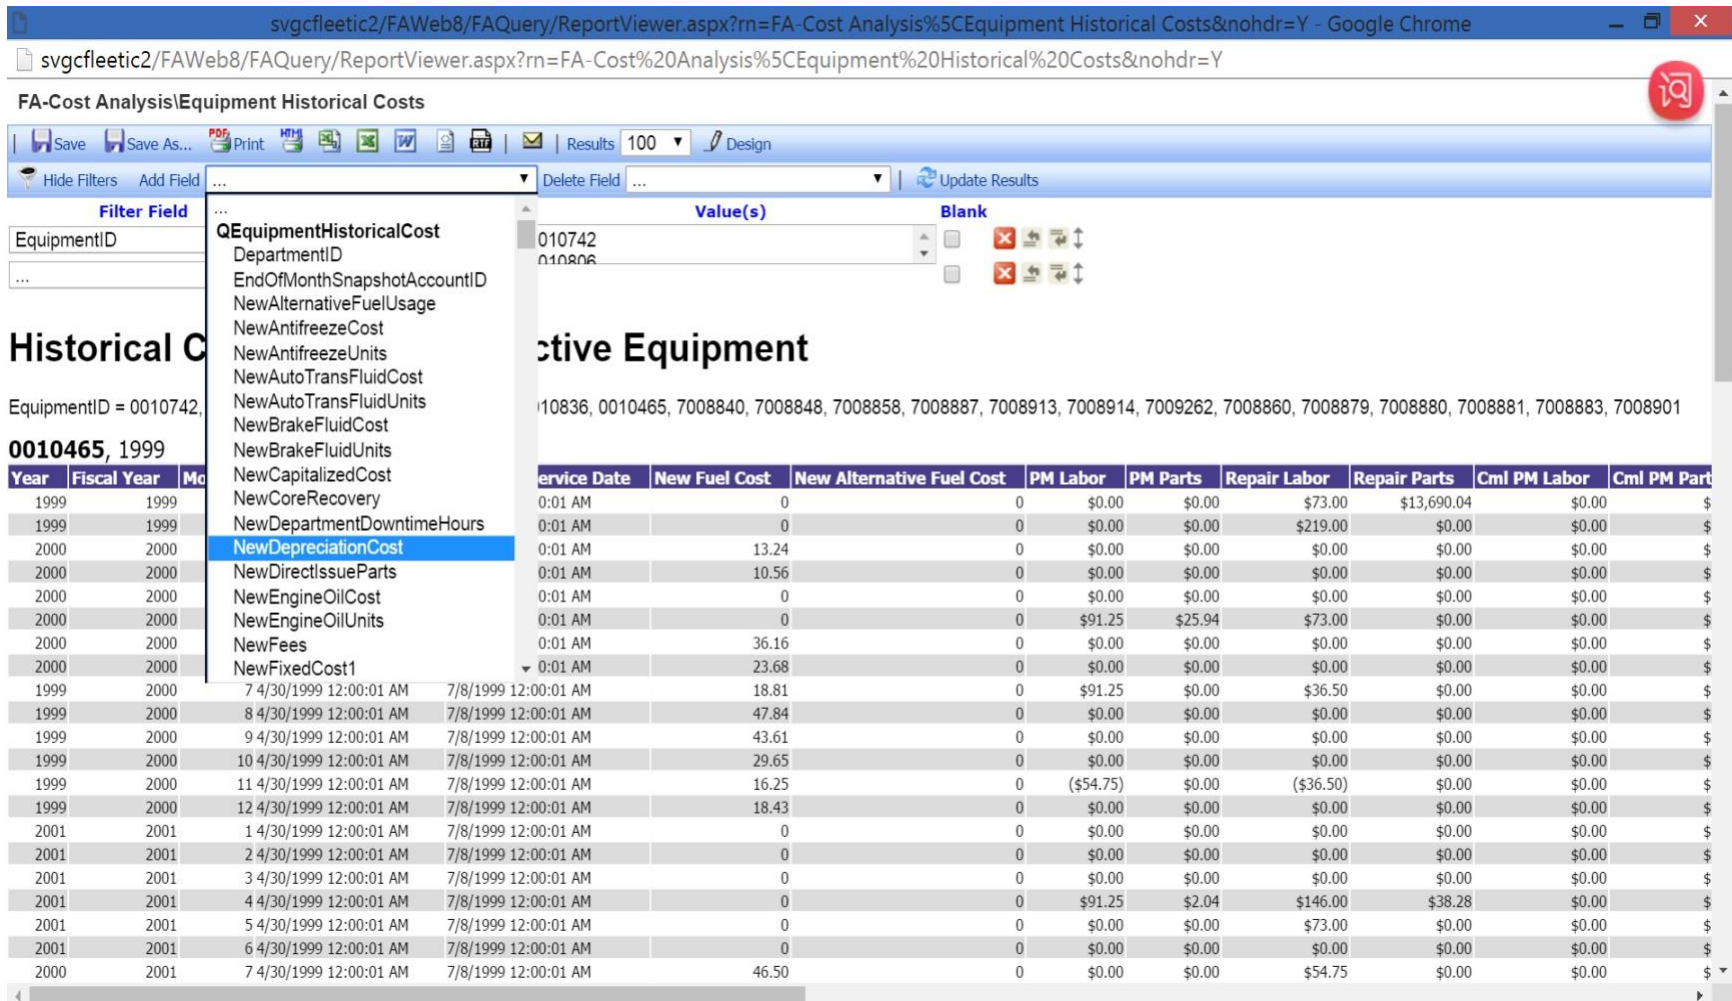 svgcfleetic2/FAWeb8/FAQuery/ReportViewer.aspx?rn=FA-Cost Analysis%5CEquipment Historical Costs&nohdr=Y - Google Chrome
svgcfleetic2/FAWeb8/FAQuery/ReportViewer.aspx?rn=FA-Cost%20Analysis%5CEquipment%20Historical%20Costs&nohdr=Y
FA-Cost Analysis\Equipment Historical Costs
Save Save As... PDF Print HTML RTF Results 100 Design
Hide Filters Add Field ... Delete Field ... Update Results
Filter Field Value(s) Blank
EquipmentID 010742
010806
...
...
QEquipmentHistoricalCost
DepartmentID
EndOfMonthSnapshotAccountID
NewAlternativeFuelUsage
NewAntifreezeCost
NewAntifreezeUnits
NewAutoTransFluidCost
NewAutoTransFluidUnits
NewBrakeFluidCost
NewBrakeFluidUnits
NewCapitalizedCost
NewCoreRecovery
NewDepartmentDowntimeHours
NewDepreciationCost
NewDirectIssueParts
NewEngineOilCost
NewEngineOilUnits
NewFees
NewFixedCost1
Historical C ctive Equipment
EquipmentID = 0010742, 10836, 0010465, 7008840, 7008848, 7008858, 7008887, 7008913, 7008914, 7009262, 7008860, 7008879, 7008880, 7008881, 7008883, 7008901
0010465, 1999
Year Fiscal Year Mo ervice Date New Fuel Cost New Alternative Fuel Cost PM Labor PM Parts Repair Labor Repair Parts Cml PM Labor Cml PM Part
1999 1999 0:01 AM 0 0 $0.00 $0.00 $73.00 $13,690.04 $0.00 $
1999 1999 0:01 AM 0 0 $0.00 $0.00 $219.00 $0.00 $0.00 $
2000 2000 0:01 AM 13.24 0 $0.00 $0.00 $0.00 $0.00 $0.00 $
2000 2000 0:01 AM 10.56 0 $0.00 $0.00 $0.00 $0.00 $0.00 $
2000 2000 0:01 AM 0 0 $0.00 $0.00 $0.00 $0.00 $0.00 $
2000 2000 0:01 AM 0 0 $91.25 $25.94 $73.00 $0.00 $0.00 $
2000 2000 0:01 AM 36.16 0 $0.00 $0.00 $0.00 $0.00 $0.00 $
2000 2000 0:01 AM 23.68 0 $0.00 $0.00 $0.00 $0.00 $0.00 $
1999 2000 7 4/30/1999 12:00:01 AM 7/8/1999 12:00:01 AM 18.81 0 $91.25 $0.00 $36.50 $0.00 $0.00 $
1999 2000 8 4/30/1999 12:00:01 AM 7/8/1999 12:00:01 AM 47.84 0 $0.00 $0.00 $0.00 $0.00 $0.00 $
1999 2000 9 4/30/1999 12:00:01 AM 7/8/1999 12:00:01 AM 43.61 0 $0.00 $0.00 $0.00 $0.00 $0.00 $
1999 2000 10 4/30/1999 12:00:01 AM 7/8/1999 12:00:01 AM 29.65 0 $0.00 $0.00 $0.00 $0.00 $0.00 $
1999 2000 11 4/30/1999 12:00:01 AM 7/8/1999 12:00:01 AM 16.25 0 ($54.75) $0.00 ($36.50) $0.00 $0.00 $
1999 2000 12 4/30/1999 12:00:01 AM 7/8/1999 12:00:01 AM 18.43 0 $0.00 $0.00 $0.00 $0.00 $0.00 $
2001 2001 1 4/30/1999 12:00:01 AM 7/8/1999 12:00:01 AM 0 0 $0.00 $0.00 $0.00 $0.00 $0.00 $
2001 2001 2 4/30/1999 12:00:01 AM 7/8/1999 12:00:01 AM 0 0 $0.00 $0.00 $0.00 $0.00 $0.00 $
2001 2001 3 4/30/1999 12:00:01 AM 7/8/1999 12:00:01 AM 0 0 $0.00 $0.00 $0.00 $0.00 $0.00 $
2001 2001 4 4/30/1999 12:00:01 AM 7/8/1999 12:00:01 AM 0 0 $91.25 $2.04 $146.00 $38.28 $0.00 $
2001 2001 5 4/30/1999 12:00:01 AM 7/8/1999 12:00:01 AM 0 0 $0.00 $0.00 $73.00 $0.00 $0.00 $
2001 2001 6 4/30/1999 12:00:01 AM 7/8/1999 12:00:01 AM 0 0 $0.00 $0.00 $0.00 $0.00 $0.00 $
2000 2001 7 4/30/1999 12:00:01 AM 7/8/1999 12:00:01 AM 46.50 0 $0.00 $0.00 $54.75 $0.00 $0.00 $